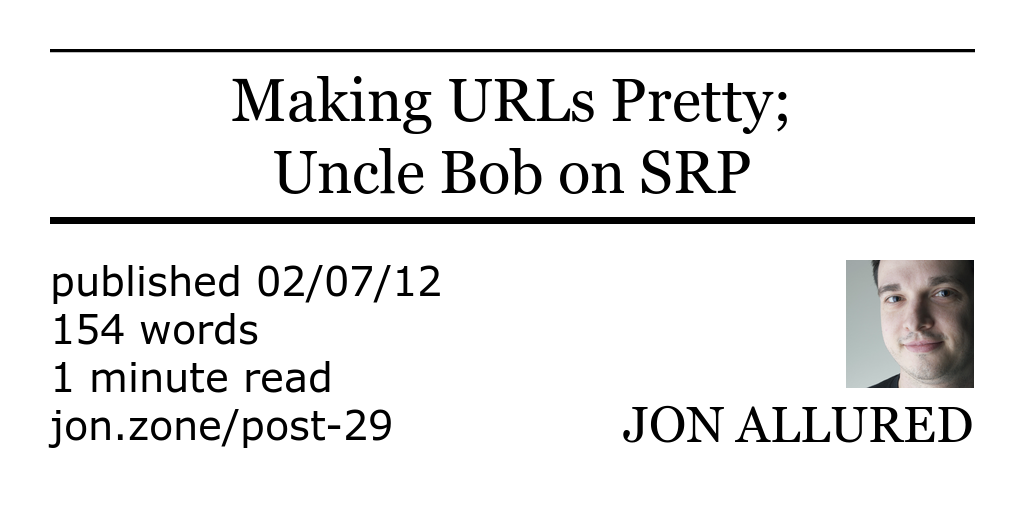 Making URLs Pretty;
Uncle Bob on SRP
published 02/07/12
154 words
1 minute read
jon.zone/post-29
JON ALLURED